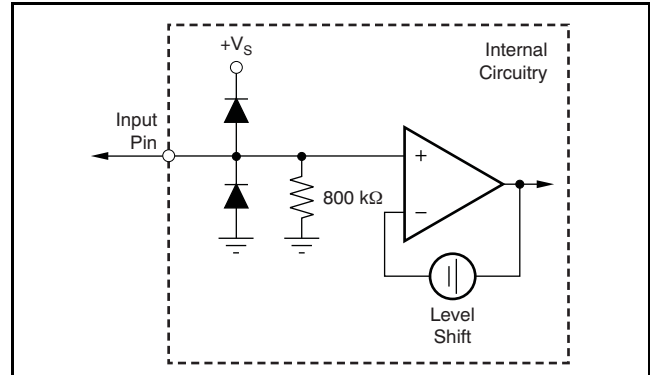 +VS
Internal
Circuitry
Input
Pin
+
800 kΩ
−
Level
Shift